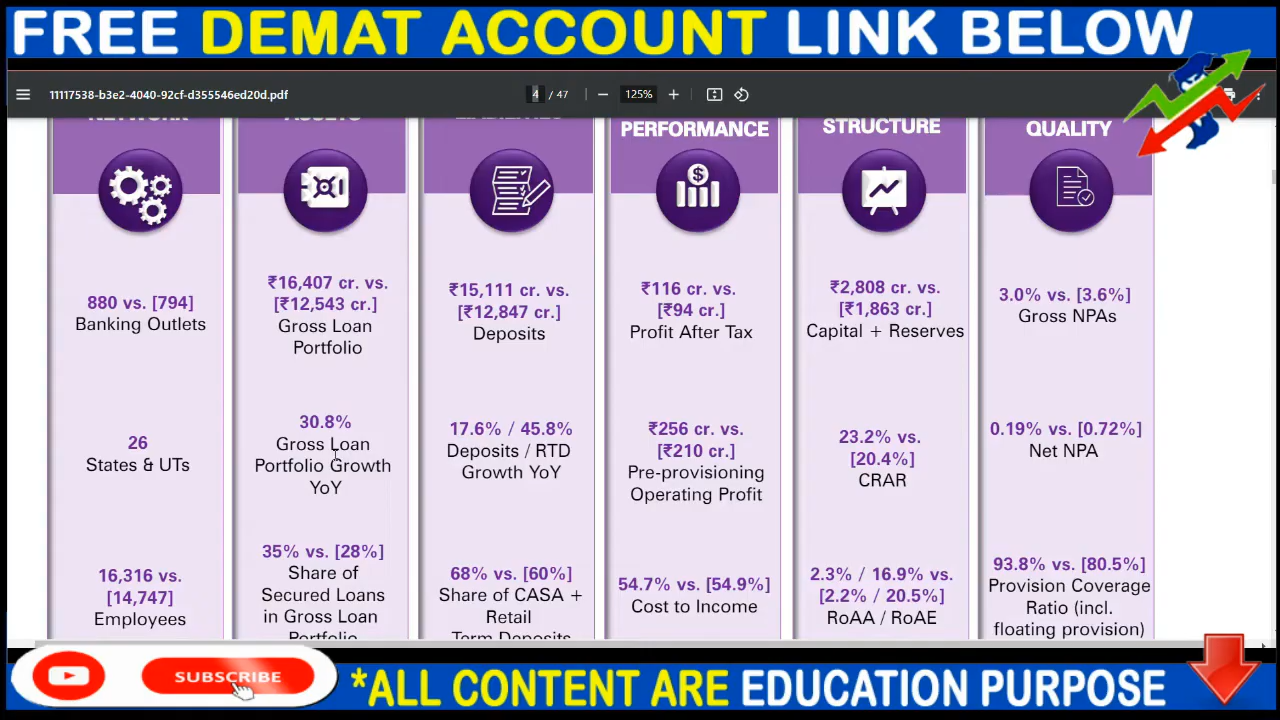 FREE DEMAT ACCOUNT LINK BELOW
11117538-b3e2-4040-92cf-d355546ed20d.pdf
4 / 47
125%
NETWORK
880 vs. [794]
Banking Outlets
26
States & UTs
16,316 vs.
[14,747]
Employees
ASSETS
₹16,407 cr. vs.
[₹12,543 cr.]
Gross Loan
Portfolio
30.8%
Gross Loan
Portfolio Growth
YoY
35% vs. [28%]
Share of
Secured Loans
in Gross Loan
Portfolio
LIABILITIES
₹15,111 cr. vs.
[₹12,847 cr.]
Deposits
17.6% / 45.8%
Deposits / RTD
Growth YoY
68% vs. [60%]
Share of CASA +
Retail
Term Deposits
PERFORMANCE
₹116 cr. vs.
[₹94 cr.]
Profit After Tax
₹256 cr. vs.
[₹210 cr.]
Pre-provisioning
Operating Profit
54.7% vs. [54.9%]
Cost to Income
STRUCTURE
₹2,808 cr. vs.
[₹1,863 cr.]
Capital + Reserves
23.2% vs.
[20.4%]
CRAR
2.3% / 16.9% vs.
[2.2% / 20.5%]
RoAA / RoAE
QUALITY
3.0% vs. [3.6%]
Gross NPAs
0.19% vs. [0.72%]
Net NPA
93.8% vs. [80.5%]
Provision Coverage
Ratio (incl.
floating provision)
SUBSCRIBE
*ALL CONTENT ARE EDUCATION PURPOSE